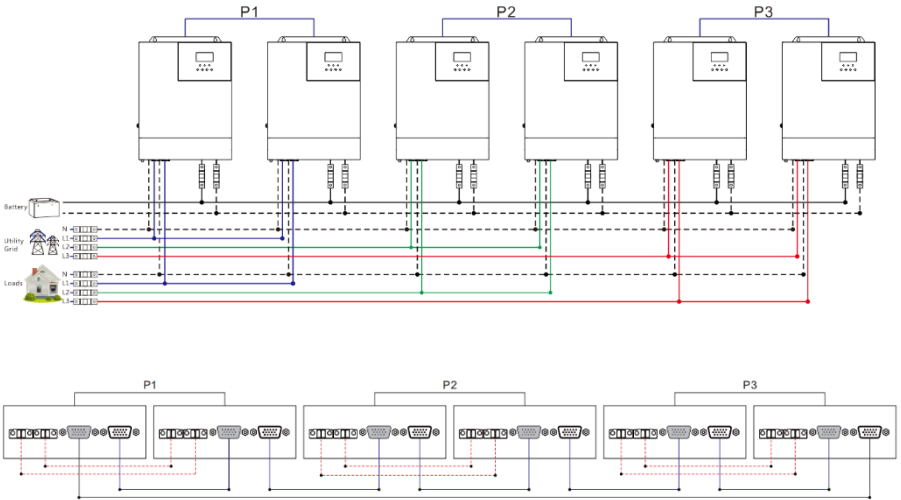 P1 P2 P3
Battery
N
Utility L1
Grid L2
L3
N
Loads L1
L2
L3
P1 P2 P3